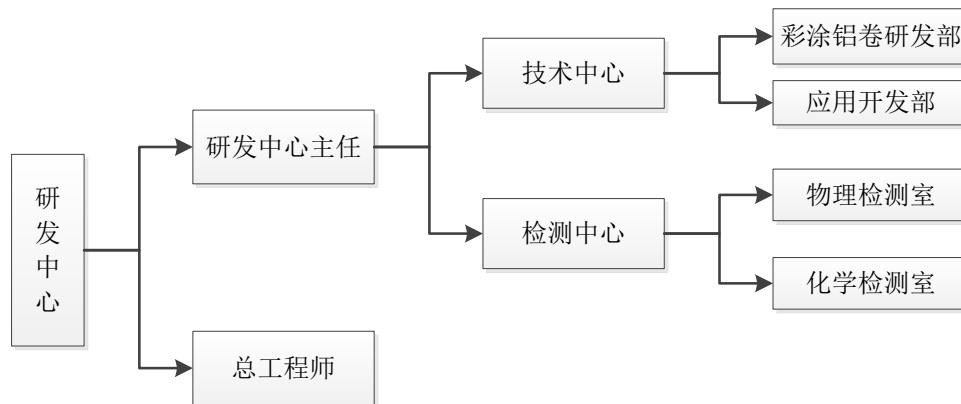 研发中心
研发中心主任
总工程师
技术中心
检测中心
彩涂铝卷研发部
应用开发部
物理检测室
化学检测室